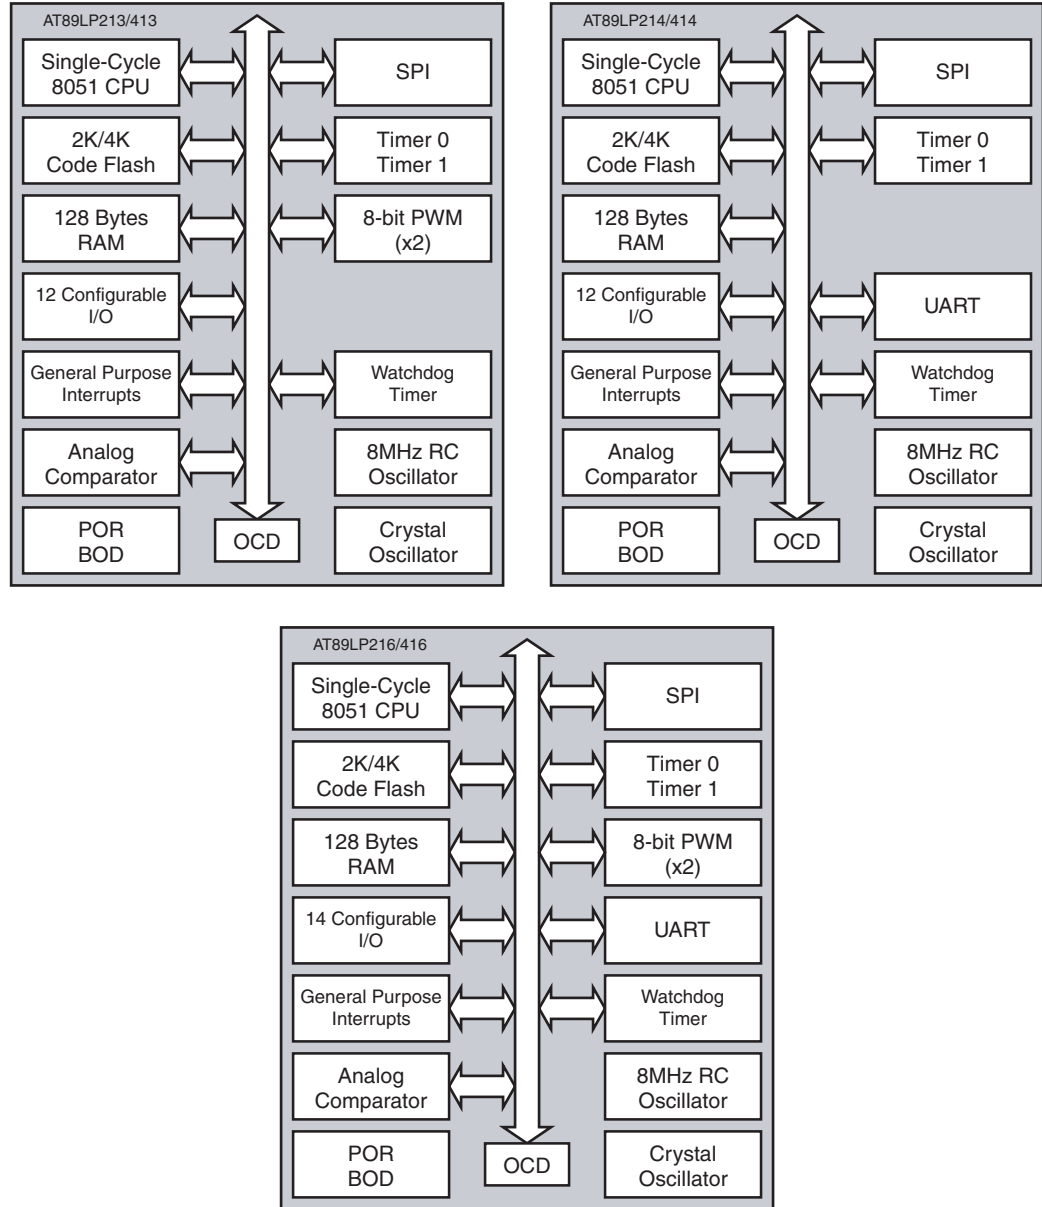 AT89LP213/413
Single-Cycle
8051 CPU
SPI
2K/4K
Code Flash
Timer 0
Timer 1
128 Bytes
RAM
8-bit PWM
(x2)
12 Configurable
I/O
General Purpose
Interrupts
Watchdog
Timer
Analog
Comparator
8MHz RC
Oscillator
POR
BOD
OCD
Crystal
Oscillator
AT89LP214/414
Single-Cycle
8051 CPU
SPI
2K/4K
Code Flash
Timer 0
Timer 1
128 Bytes
RAM
12 Configurable
I/O
UART
General Purpose
Interrupts
Watchdog
Timer
Analog
Comparator
8MHz RC
Oscillator
POR
BOD
OCD
Crystal
Oscillator
AT89LP216/416
Single-Cycle
8051 CPU
SPI
2K/4K
Code Flash
Timer 0
Timer 1
128 Bytes
RAM
8-bit PWM
(x2)
14 Configurable
I/O
UART
General Purpose
Interrupts
Watchdog
Timer
Analog
Comparator
8MHz RC
Oscillator
POR
BOD
OCD
Crystal
Oscillator